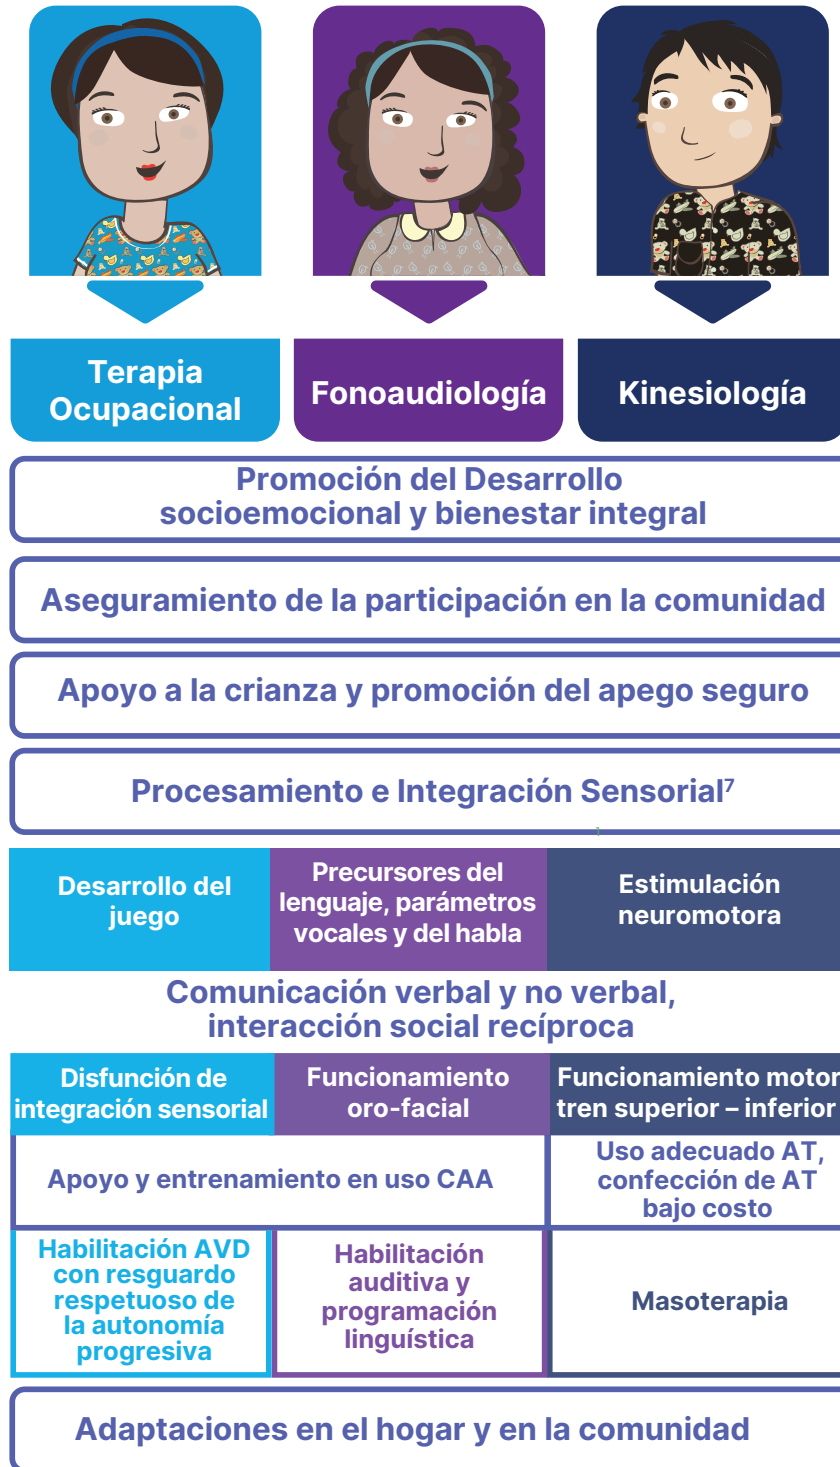 Terapia
Ocupacional
Fonoaudiología
Kinesiología
Promoción del Desarrollo
socioemocional y bienestar integral
Aseguramiento de la participación en la comunidad
Apoyo a la crianza y promoción del apego seguro
Procesamiento e Integración Sensorial⁷
Desarrollo del
juego
Precursores del
lenguaje, parámetros
vocales y del habla
Estimulación
neuromotora
Comunicación verbal y no verbal,
interacción social recíproca
Disfunción de
integración sensorial
Funcionamiento
oro-facial
Funcionamiento motor
tren superior – inferior
Apoyo y entrenamiento en uso CAA
Uso adecuado AT,
confección de AT
bajo costo
Habilitación AVD
con resguardo
respetuoso de
la autonomía
progresiva
Habilitación
auditiva y
programación
linguística
Masoterapia
Adaptaciones en el hogar y en la comunidad